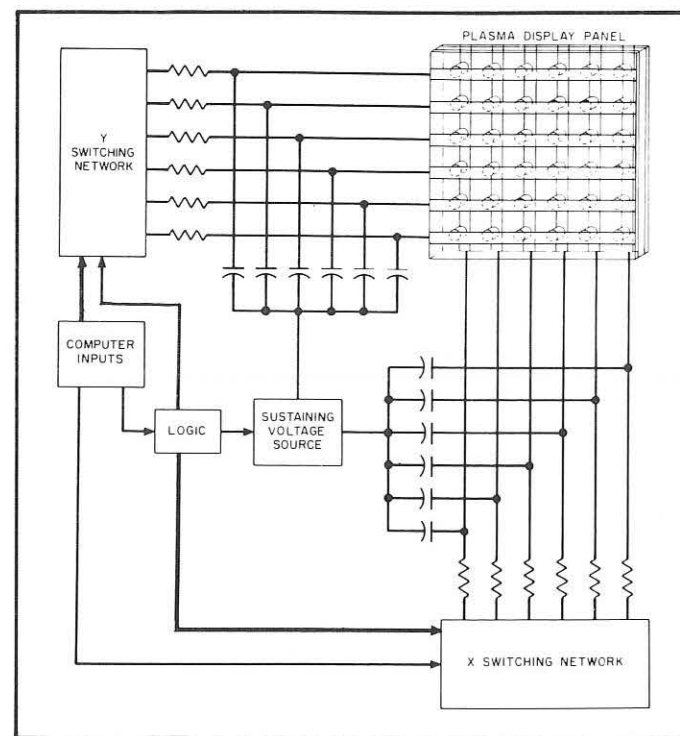 PLASMA DISPLAY PANEL
Y
SWITCHING
NETWORK
COMPUTER
INPUTS
LOGIC
SUSTAINING
VOLTAGE
SOURCE
X SWITCHING NETWORK